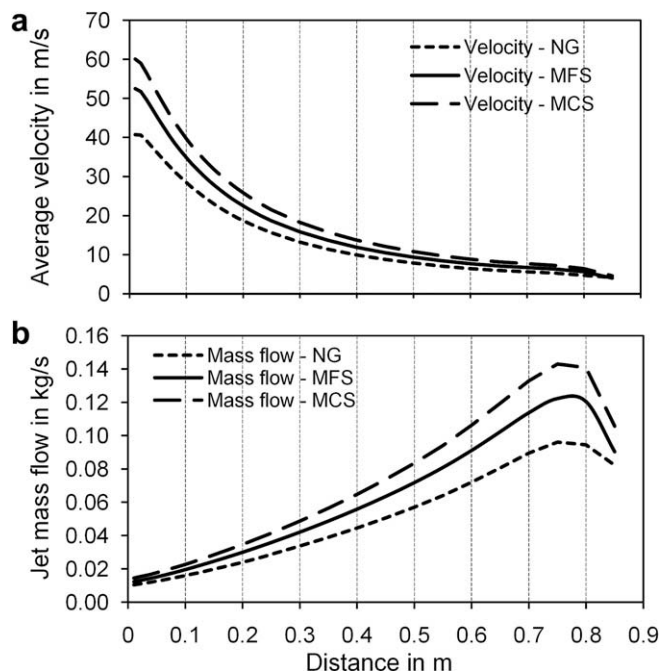 a
70
60
50
40
30
20
10
0
Average velocity in m/s
Velocity - NG
Velocity - MFS
Velocity - MCS
b
0.16
0.14
0.12
0.10
0.08
0.06
0.04
0.02
0.00
Jet mass flow in kg/s
Mass flow - NG
Mass flow - MFS
Mass flow - MCS
0 0.1 0.2 0.3 0.4 0.5 0.6 0.7 0.8 0.9
Distance in m